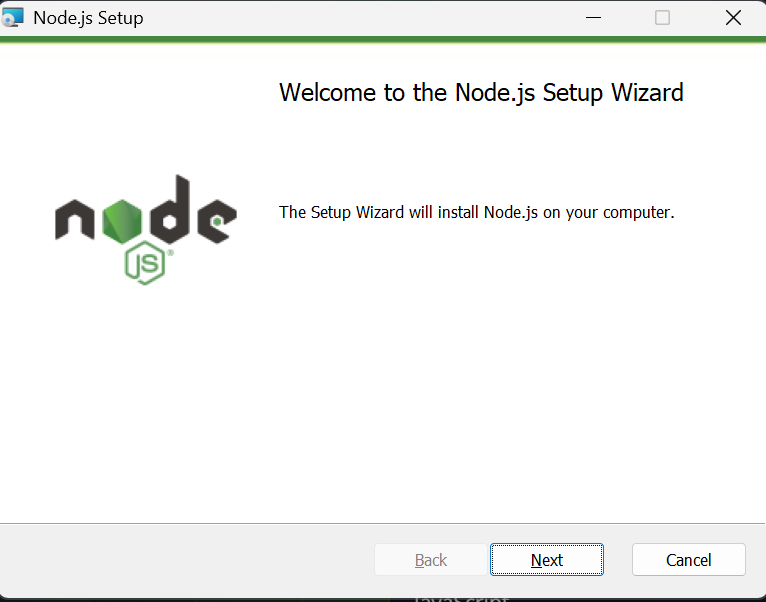 Node.js Setup
Welcome to the Node.js Setup Wizard
node
JS®
The Setup Wizard will install Node.js on your computer.
Back
Next
Cancel
JavaScript